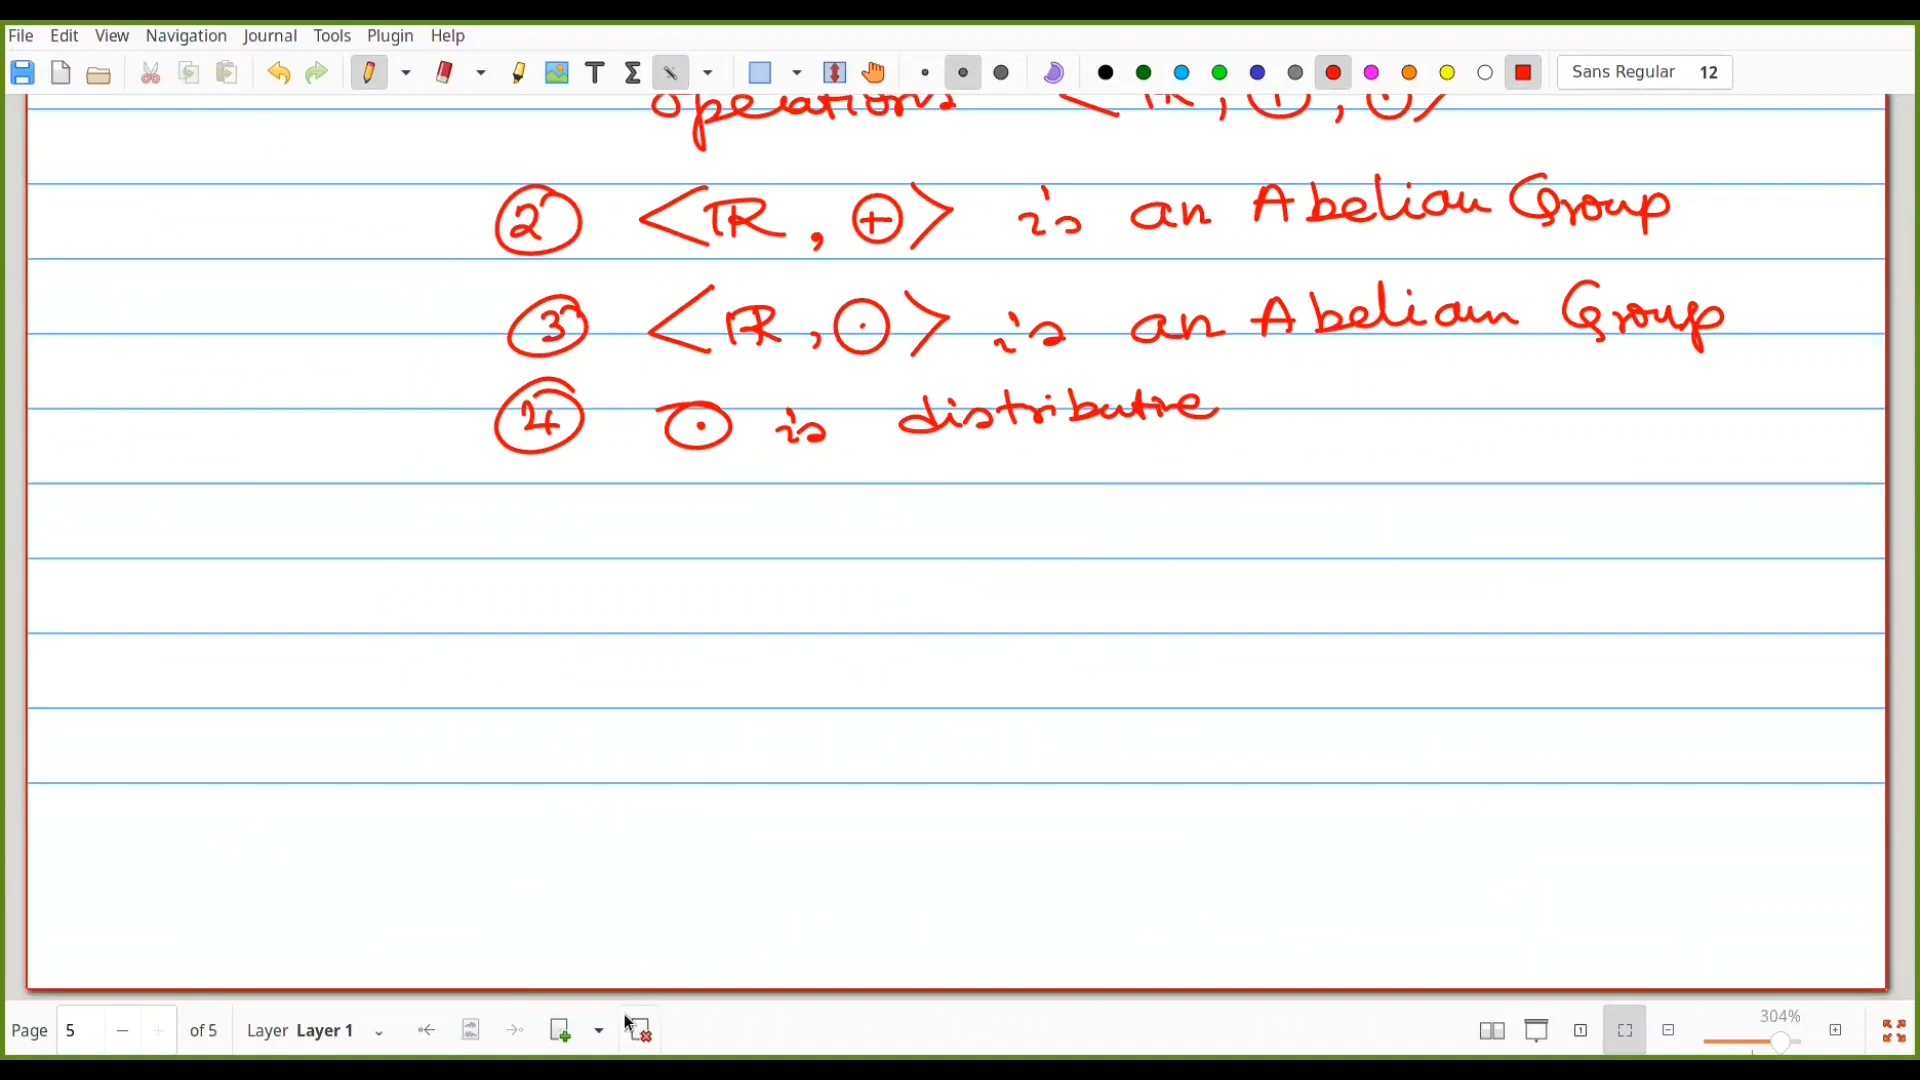 File Edit View Navigation Journal Tools Plugin Help
Sans Regular 12
operations <ℝ, ⊕, ⊙>
② <ℝ, ⊕> is an Abelian Group
③ <ℝ, ⊙> is an Abelian Group
④ ⊙ is distributive
Page 5 of 5 Layer Layer 1 304%